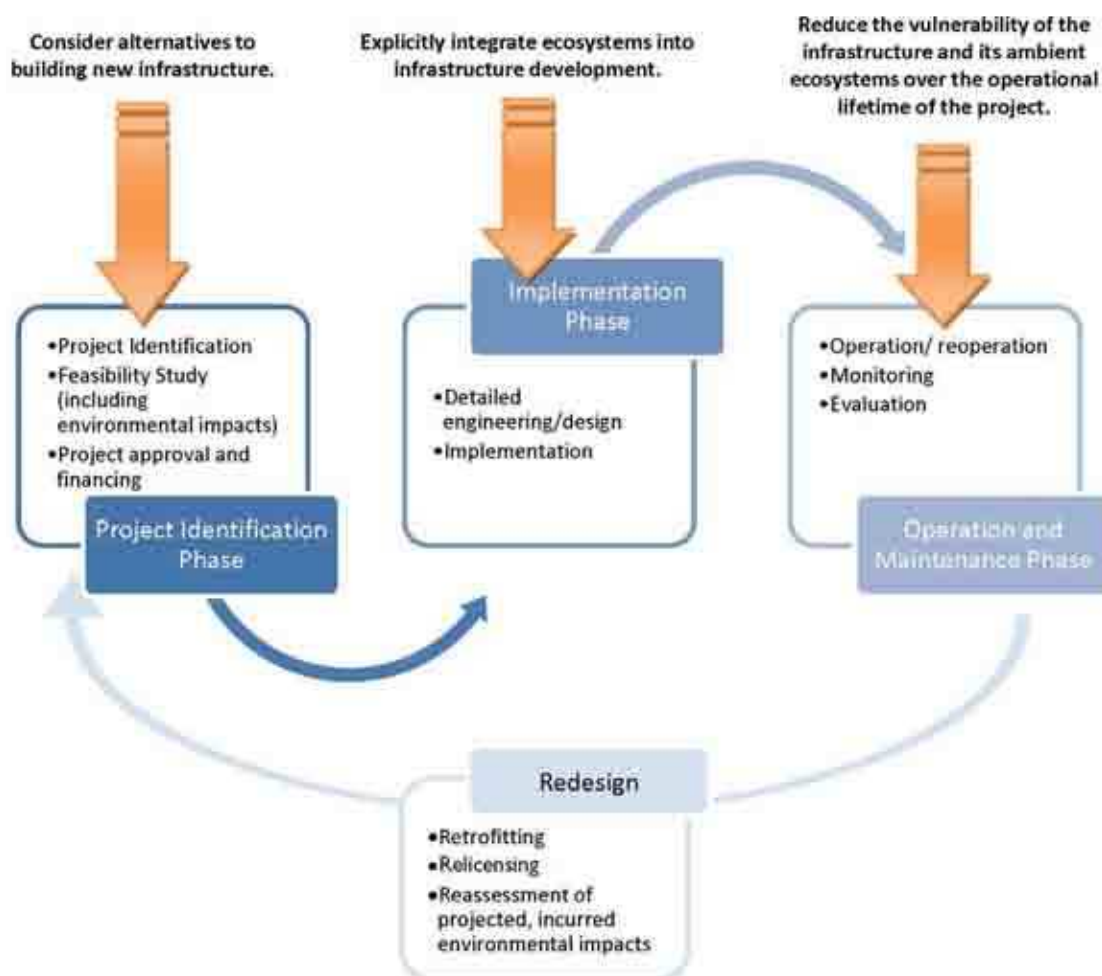 Consider alternatives to
building new infrastructure.
Explicitly integrate ecosystems into
infrastructure development.
Reduce the vulnerability of the
infrastructure and its ambient
ecosystems over the operational
lifetime of the project.
•Project Identification
•Feasibility Study
(including
environmental impacts)
•Project approval and
financing
Project Identification
Phase
Implementation
Phase
•Detailed
engineering/design
•Implementation
•Operation/ reoperation
•Monitoring
•Evaluation
Operation and
Maintenance Phase
Redesign
•Retrofitting
•Relicensing
•Reassessment of
projected, incurred
environmental impacts